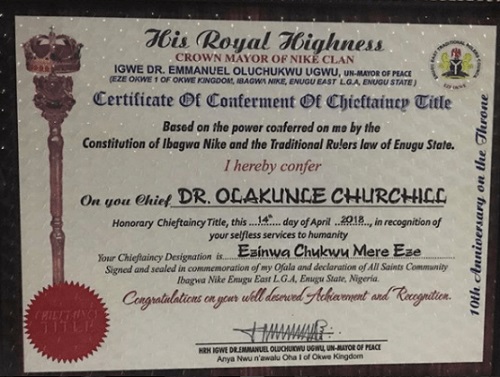 His Royal Highness
CROWN MAYOR OF NIKE CLAN
IGWE DR. EMMANUEL OLUCHUKWU UGWU, UN-MAYOR OF PEACE
(EZE OKWE 1 OF OKWE KINGDOM, IBAGWA NIKE, ENUGU EAST L.G.A, ENUGU STATE)
Certificate Of Conferment Of Chieftaincy Title
Based on the power conferred on me by the
Constitution of Ibagwa Nike and the Traditional Rulers law of Enugu State.
I hereby confer
On you Chief DR. OLAKUNLE CHURCHILL
Honorary Chieftaincy Title, this ....14th.... day of April ..2018.., in recognition of
your selfless services to humanity
Your Chieftaincy Designation is Ezinwa Chukwu Mere Eze
Signed and sealed in commemoration of my Ofala and declaration of All Saints Community
Ibagwa Nike Enugu East L.G.A, Enugu State, Nigeria.
Congratulations on your well deserved Achievement and Recognition.
HRH IGWE DR.EMMANUEL OLUCHUKWU UGWU, UN-MAYOR OF PEACE
Anya Nwu n'awalu Oha I of Okwe Kingdom
CHIEFTAINCY
TITLE
10th Anniversary on the Throne